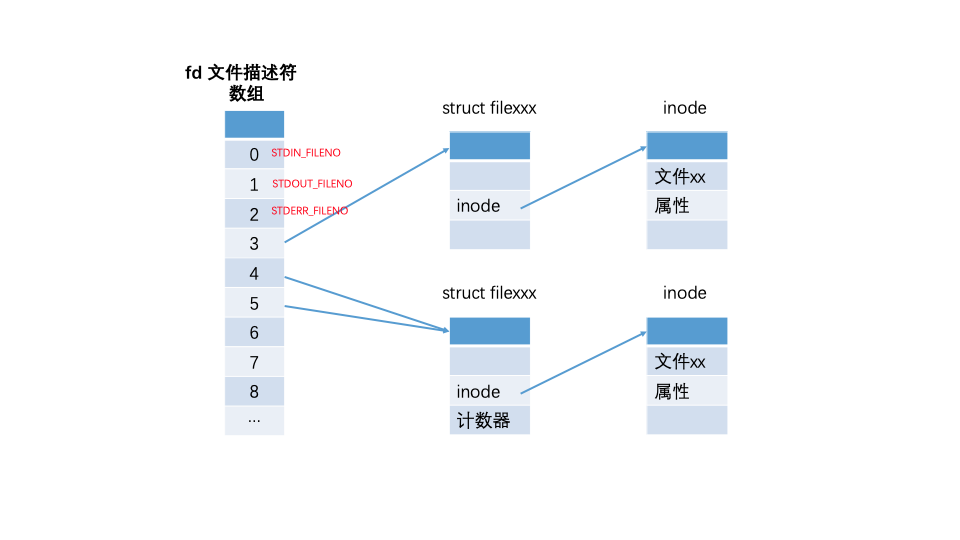 fd 文件描述符
数组
0 STDIN_FILENO
1 STDOUT_FILENO
2 STDERR_FILENO
3
4
5
6
7
8
...
struct filexxx
inode
inode
文件xx
属性
struct filexxx
inode
计数器
inode
文件xx
属性